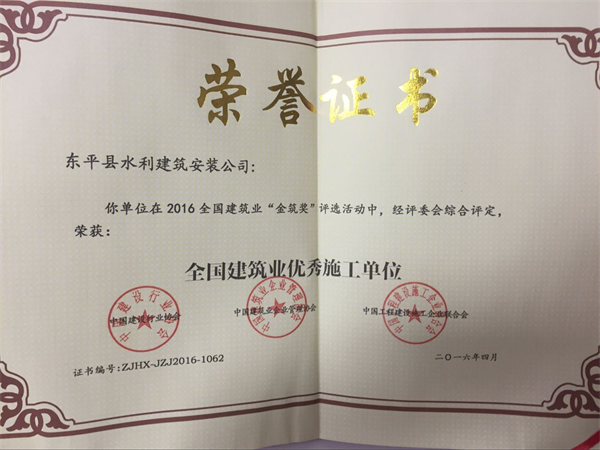 荣誉证书
东平县水利建筑安装公司：
你单位在2016全国建筑业“金筑奖”评选活动中，经评委会综合评定，
荣获：
全国建筑业优秀施工单位
中国建设行业协会 中国建筑业企业管理协会 中国工程建设施工企业联合会
证书编号：ZJHX-JZJ2016-1062 二〇一六年四月